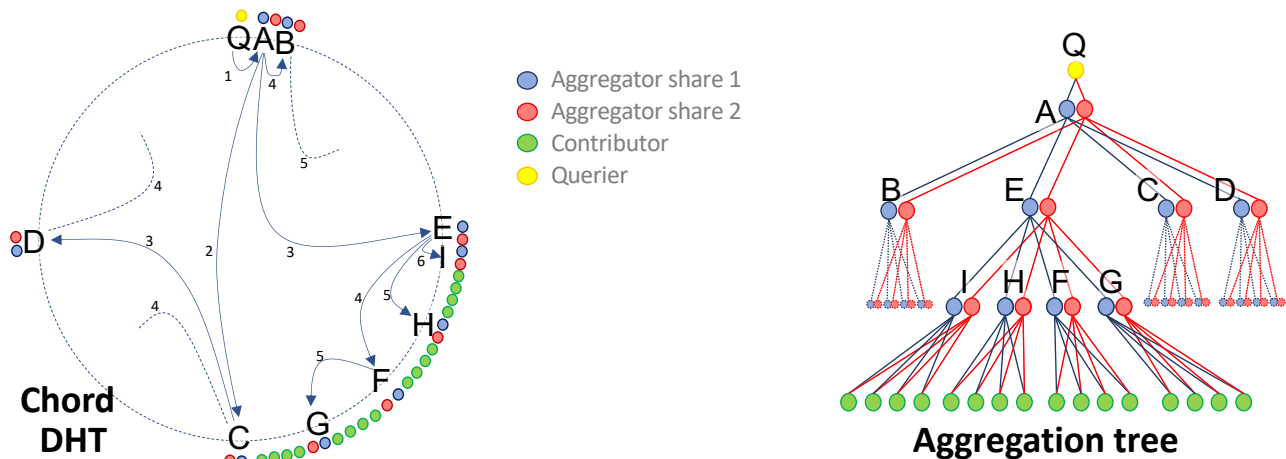 Q A B
1
4
5
4
D
3
2
3
E
I
6
4
5
H
4
F
5
G
C
Chord
DHT
Aggregator share 1
Aggregator share 2
Contributor
Querier
Q
A
B
E
C
D
I
H
F
G
Aggregation tree